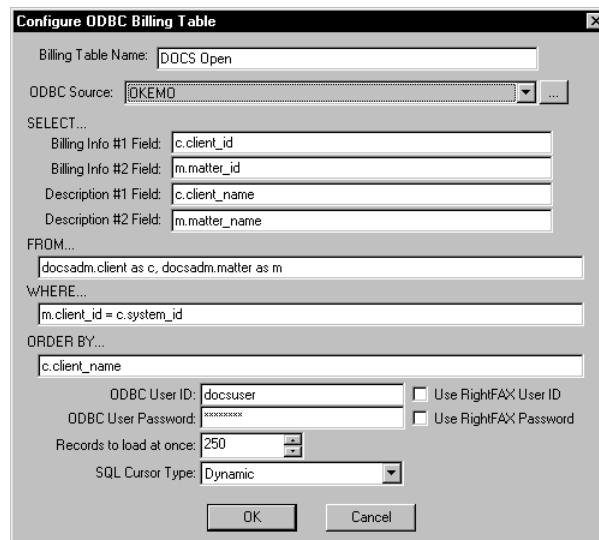 Configure ODBC Billing Table
Billing Table Name: DOCS Open
ODBC Source: OKEMO ...
SELECT...
Billing Info #1 Field: c.client_id
Billing Info #2 Field: m.matter_id
Description #1 Field: c.client_name
Description #2 Field: m.matter_name
FROM...
docsadm.client as c, docsadm.matter as m
WHERE...
m.client_id = c.system_id
ORDER BY...
c.client_name
ODBC User ID: docsuser Use RightFAX User ID
ODBC User Password: ******** Use RightFAX Password
Records to load at once: 250
SQL Cursor Type: Dynamic
OK Cancel